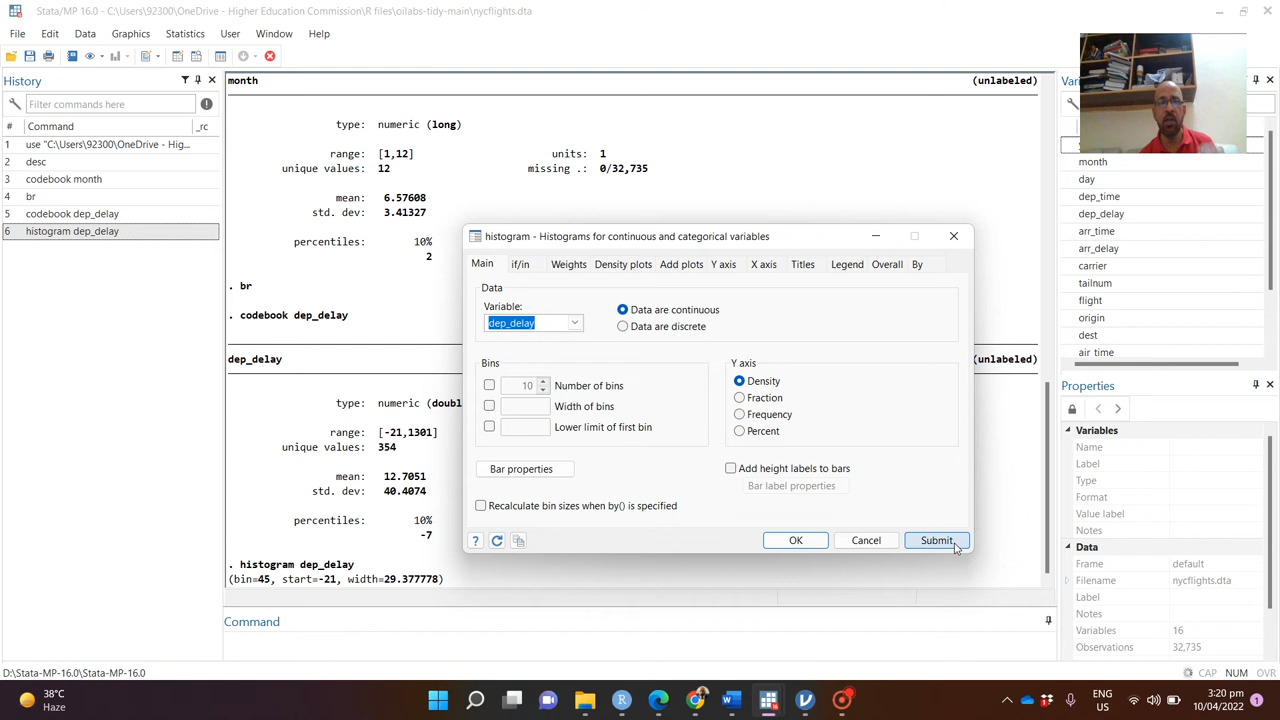 Stata/MP 16.0 - C:\Users\92300\OneDrive - Higher Education Commission\R files\oilabs-tidy-main\nycflights.dta
File Edit Data Graphics Statistics User Window Help
History
Filter commands here
# Command _rc
1 use "C:\Users\92300\OneDrive - Hig...
2 desc
3 codebook month
4 br
5 codebook dep_delay
6 histogram dep_delay
month (unlabeled)
type: numeric (long)
range: [1,12] units: 1
unique values: 12 missing .: 0/32,735
mean: 6.57608
std. dev: 3.41327
percentiles: 10%
2
. br
. codebook dep_delay
dep_delay (unlabeled)
type: numeric (doub
range: [-21,1301]
unique values: 354
mean: 12.7051
std. dev: 40.4074
percentiles: 10%
-7
. histogram dep_delay
(bin=45, start=-21, width=29.377778)
Command
histogram - Histograms for continuous and categorical variables
Main if/in Weights Density plots Add plots Y axis X axis Titles Legend Overall By
Data
Variable:
dep_delay
Data are continuous
Data are discrete
Bins
10 Number of bins
Width of bins
Lower limit of first bin
Y axis
Density
Fraction
Frequency
Percent
Bar properties
Add height labels to bars
Bar label properties
Recalculate bin sizes when by() is specified
? OK Cancel Submit
month
day
dep_time
dep_delay
arr_time
arr_delay
carrier
tailnum
flight
origin
dest
air time
Properties
Variables
Name
Label
Type
Format
Value label
Notes
Data
Frame default
Filename nycflights.dta
Label
Notes
Variables 16
Observations 32,735
D:\Stata-MP-16.0\Stata-MP-16.0
CAP NUM OVR
38°C
Haze
ENG
US
3:20 pm
10/04/2022
1